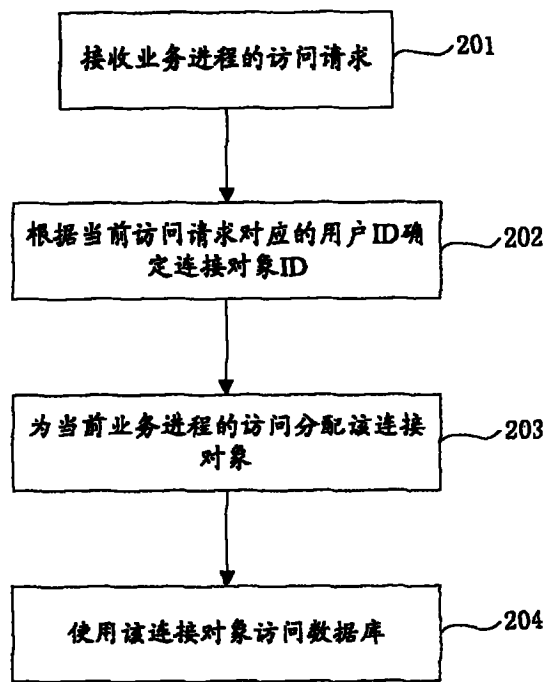 接收业务进程的访问请求
201
根据当前访问请求对应的用户ID确
定连接对象ID
202
为当前业务进程的访问分配该连接
对象
203
使用该连接对象访问数据库
204